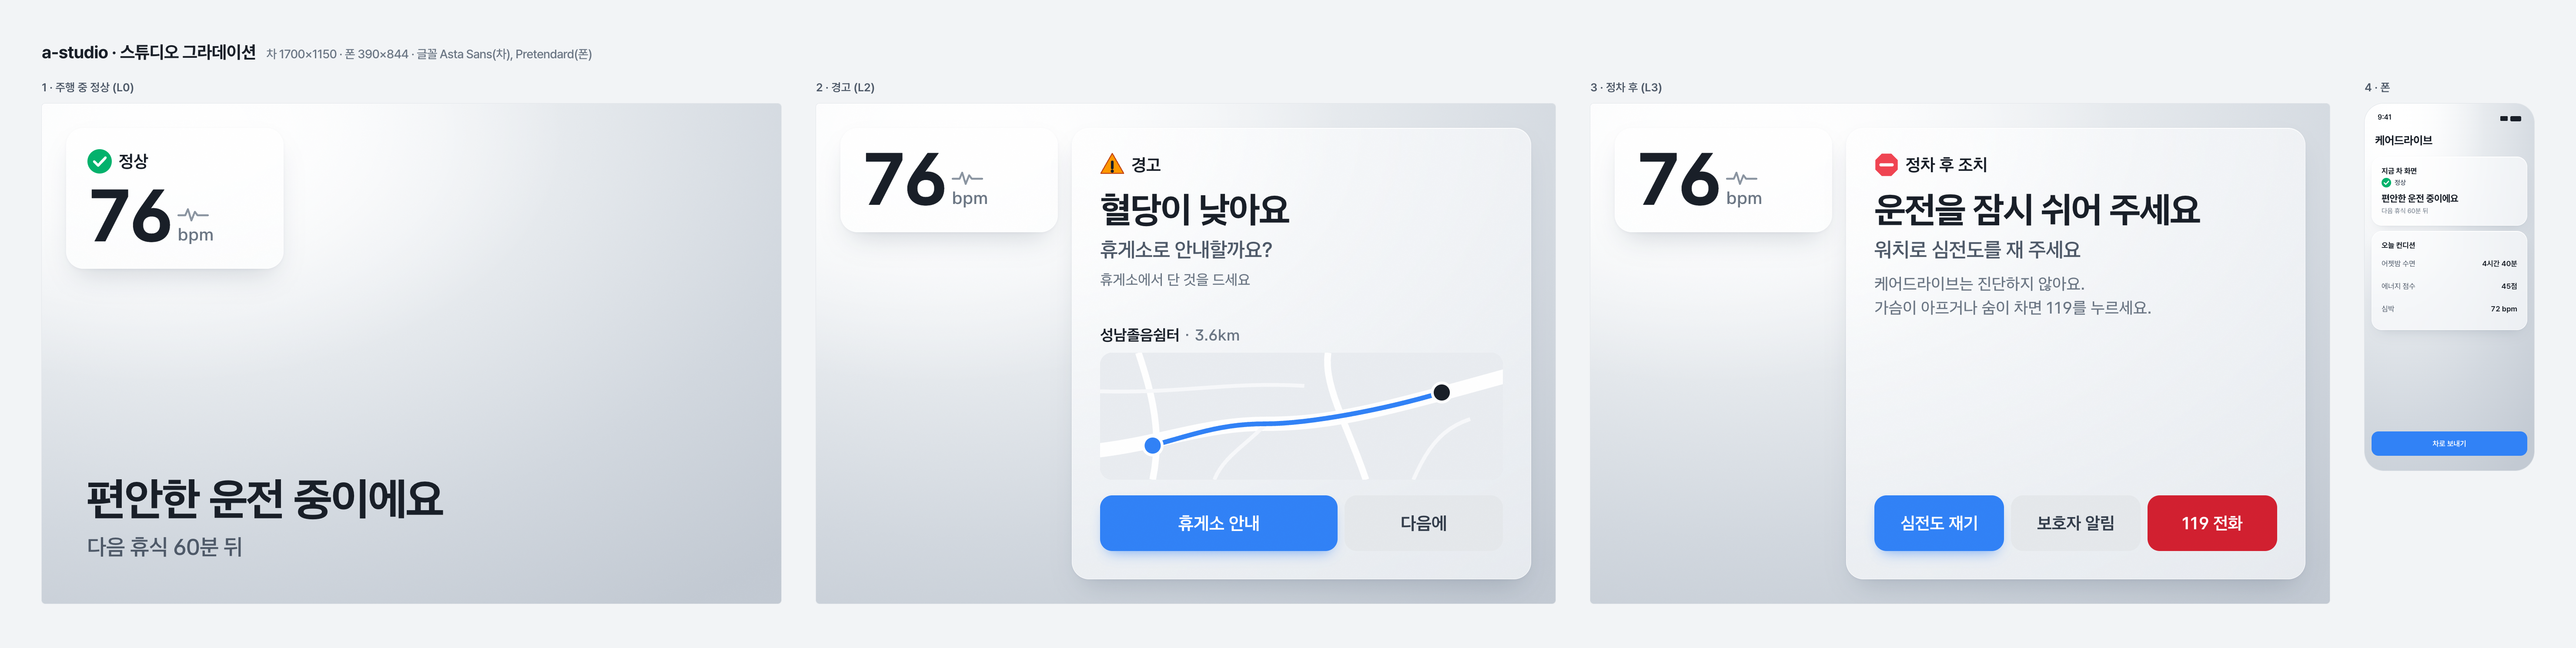 a-studio · 스튜디오 그라데이션 차 1700×1150 · 폰 390×844 · 글꼴 Asta Sans(차), Pretendard(폰)
1 · 주행 중 정상 (L0)
정상
76 bpm
편안한 운전 중이에요
다음 휴식 60분 뒤
2 · 경고 (L2)
76 bpm
경고
혈당이 낮아요
휴게소로 안내할까요?
휴게소에서 단 것을 드세요
성남졸음쉼터 · 3.6km
휴게소 안내 다음에
3 · 정차 후 (L3)
76 bpm
정차 후 조치
운전을 잠시 쉬어 주세요
워치로 심전도를 재 주세요
케어드라이브는 진단하지 않아요.
가슴이 아프거나 숨이 차면 119를 누르세요.
심전도 재기 보호자 알림 119 전화
4 · 폰
9:41
케어드라이브
지금 차 화면
정상
편안한 운전 중이에요
다음 휴식 60분 뒤
오늘 컨디션
어젯밤 수면 4시간 40분
에너지 점수 45점
심박 72 bpm
차로 보내기